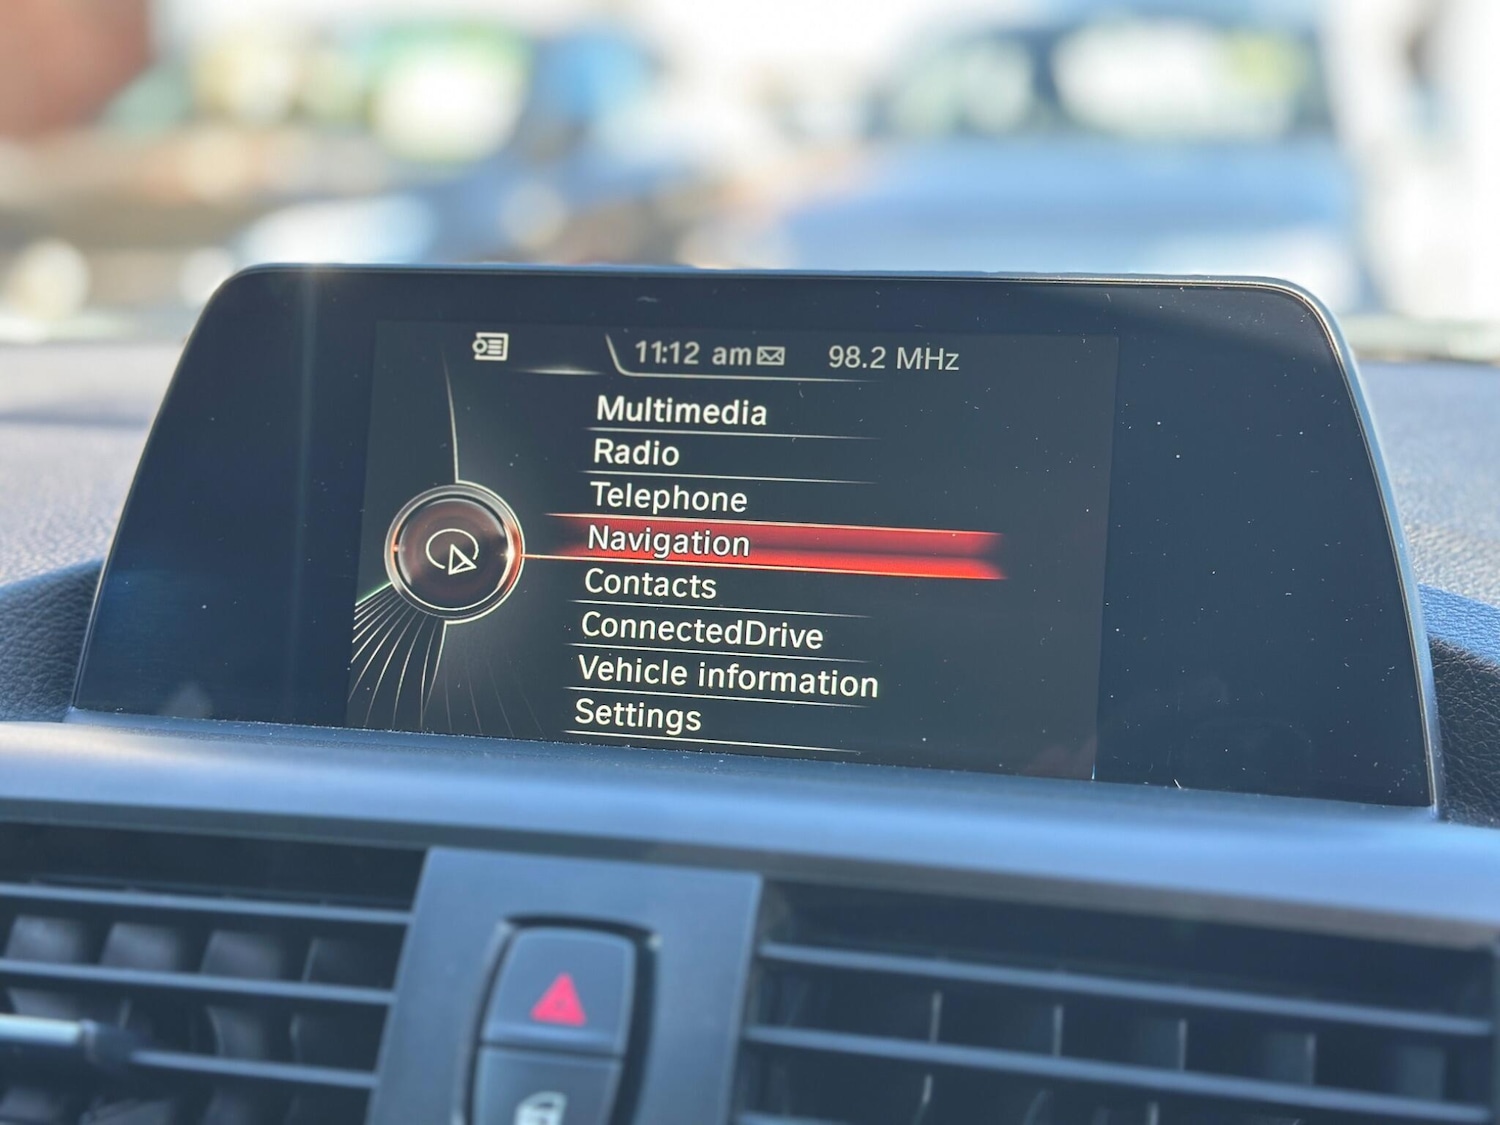 11:12 am 98.2 MHz
Multimedia
Radio
Telephone
Navigation
Contacts
ConnectedDrive
Vehicle information
Settings